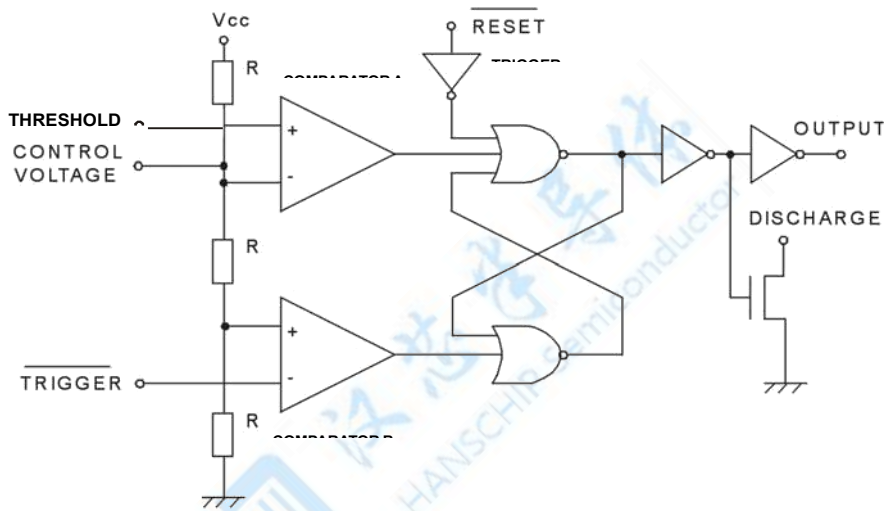 RESET
Vcc
R
THRESHOLD
+
CONTROL
VOLTAGE
-
OUTPUT
DISCHARGE
R
+
TRIGGER
-
R
HANSCHIP Semiconductor